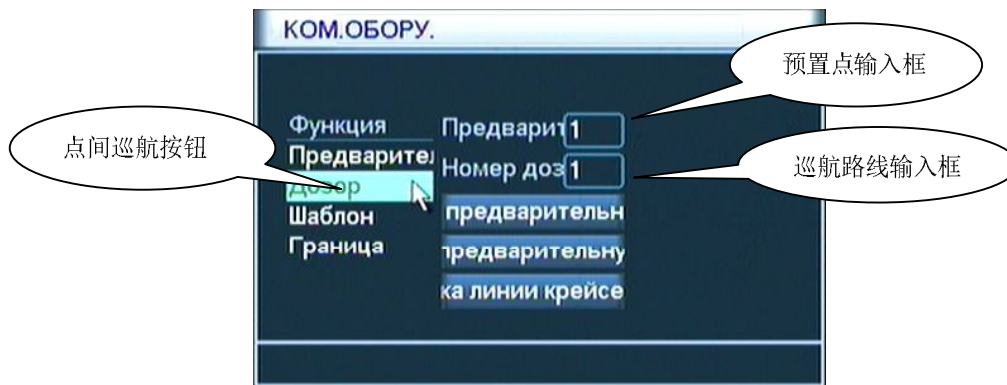 КОМ.ОБОРУ.
预置点输入框
点间巡航按钮
巡航路线输入框
Функция
Предварит 1
Предварител
Номер доз 1
Дозор
Шаблон
Граница
предварительн
предварительну
ка линии крейсе